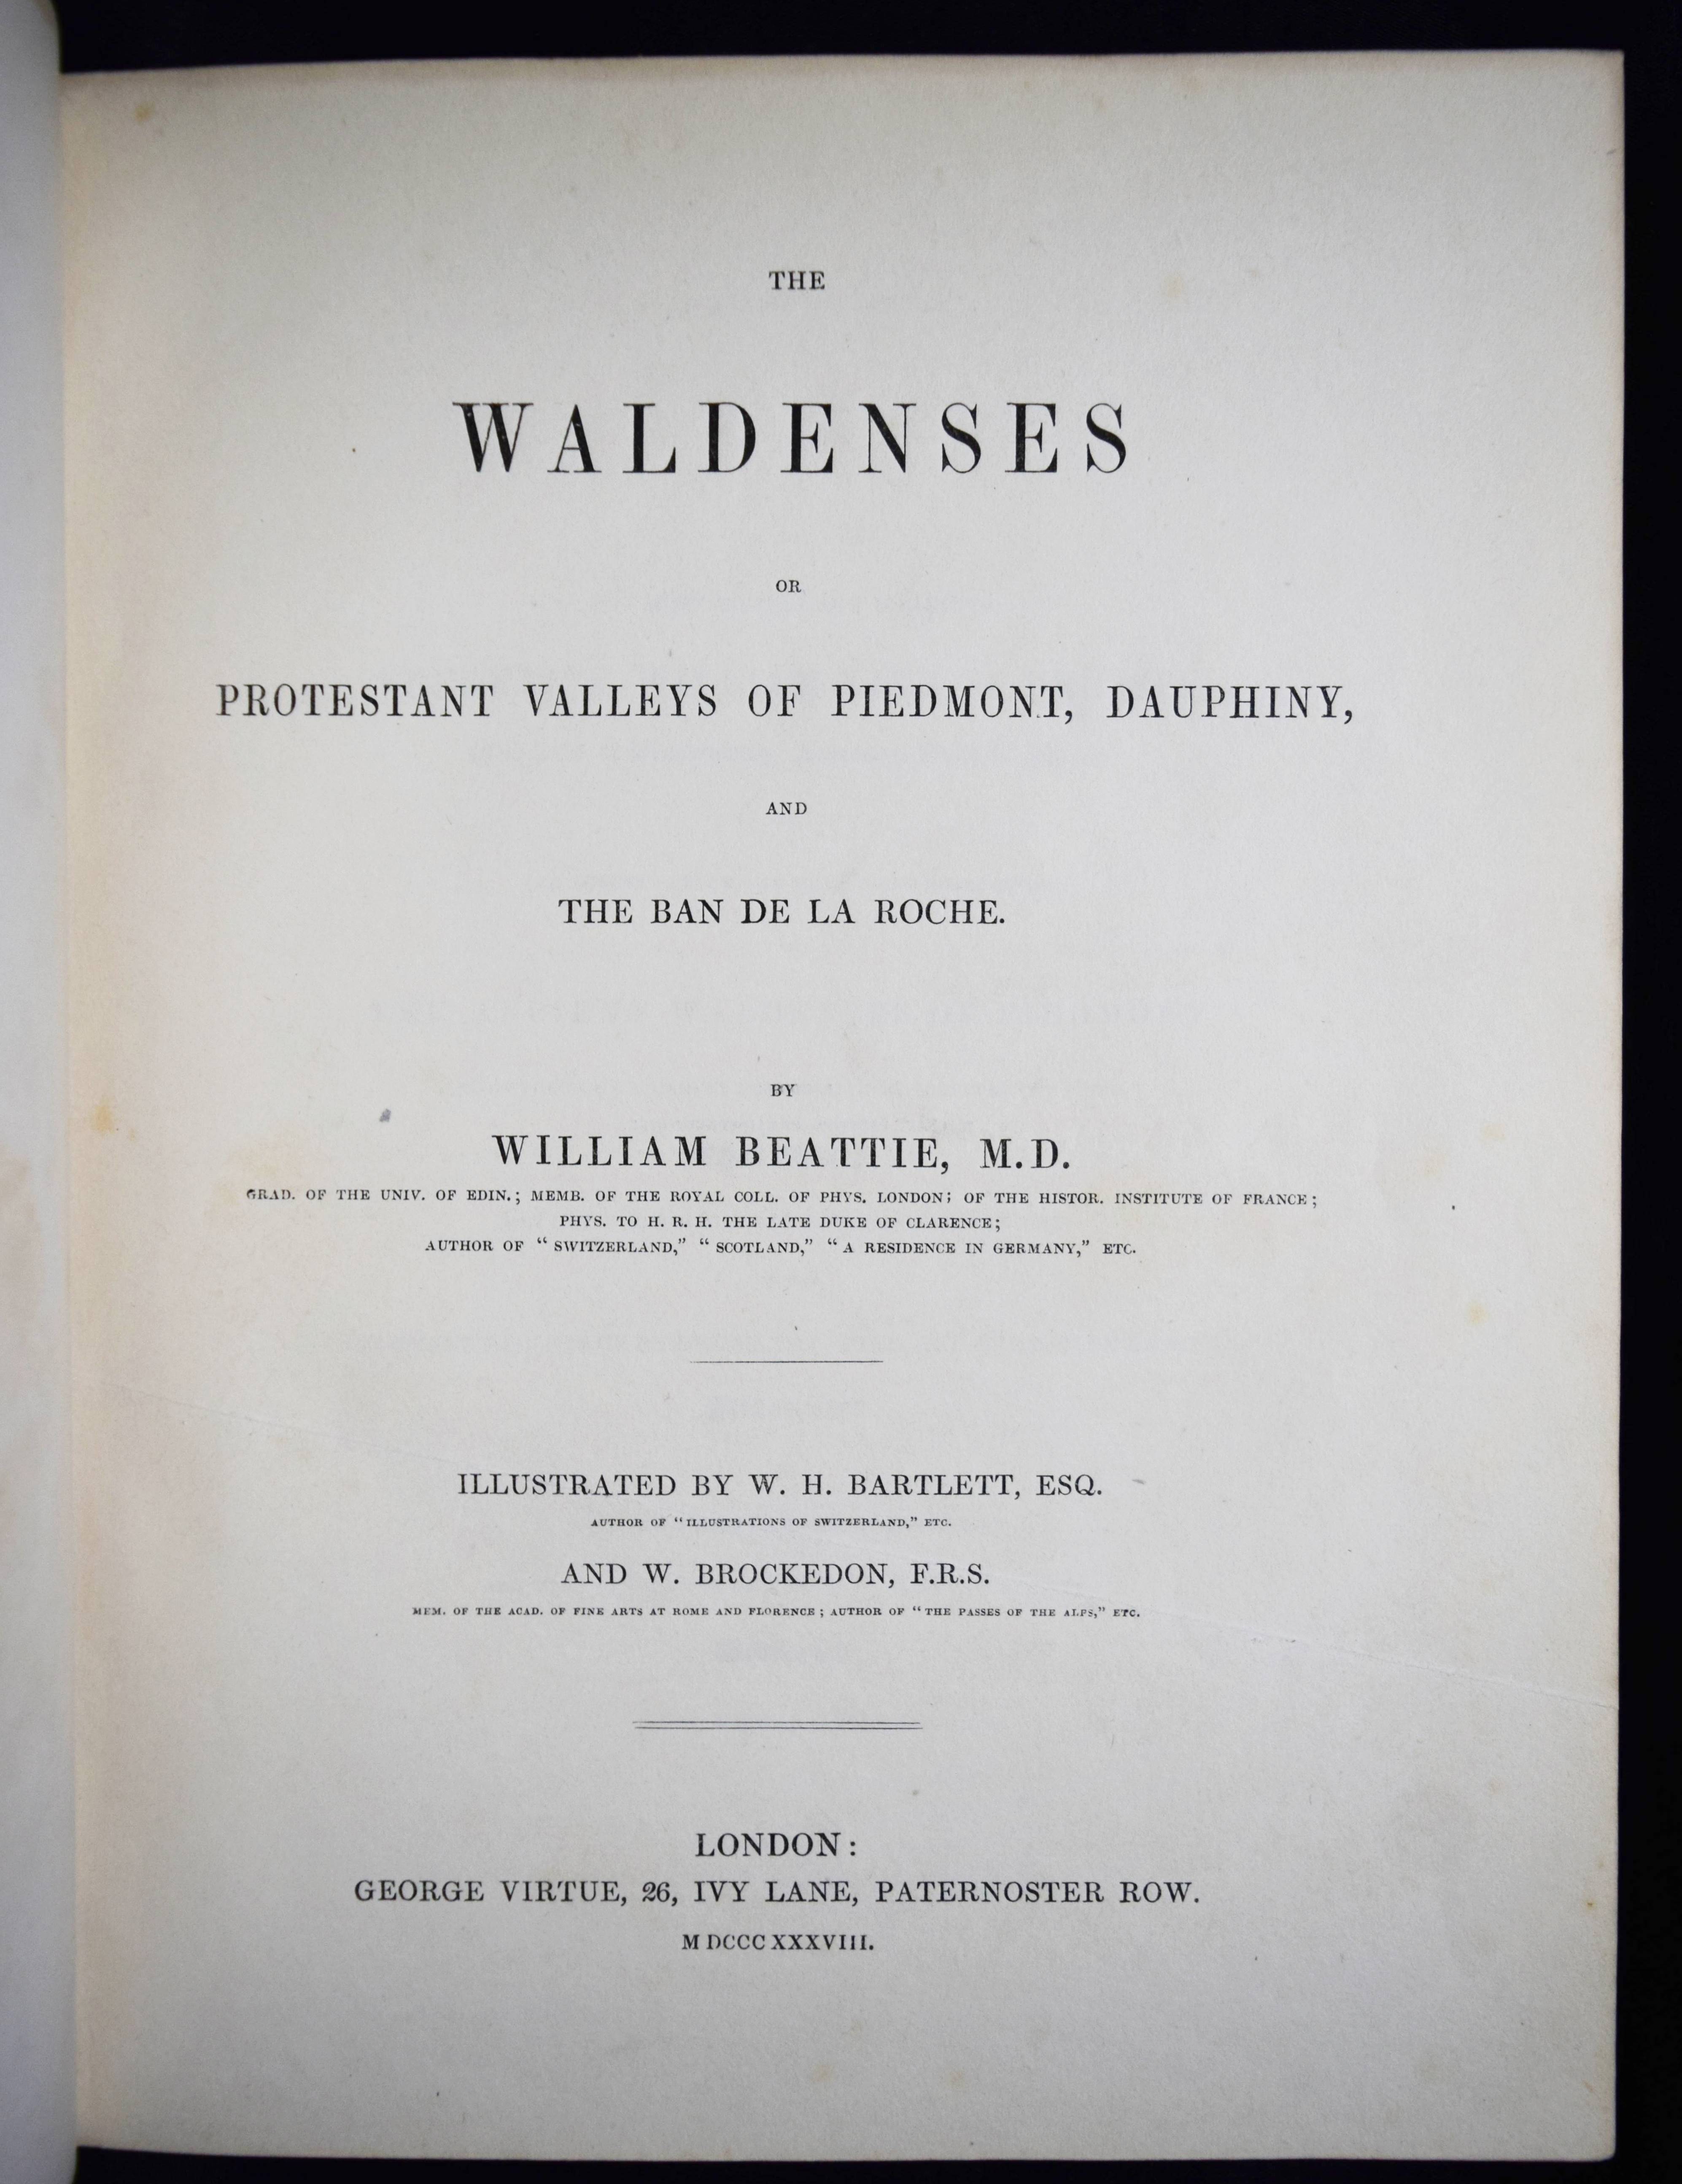 THE
WALDENSES
OR
PROTESTANT VALLEYS OF PIEDMONT, DAUPHINY,
AND
THE BAN DE LA ROCHE.
BY
WILLIAM BEATTIE, M.D.
GRAD. OF THE UNIV. OF EDIN.; MEMB. OF THE ROYAL COLL. OF PHYS. LONDON; OF THE HISTOR. INSTITUTE OF FRANCE;
PHYS. TO H. R. H. THE LATE DUKE OF CLARENCE;
AUTHOR OF “SWITZERLAND,” “SCOTLAND,” “A RESIDENCE IN GERMANY,” ETC.
ILLUSTRATED BY W. H. BARTLETT, ESQ.
AUTHOR OF “ILLUSTRATIONS OF SWITZERLAND,” ETC.
AND W. BROCKEDON, F.R.S.
MEM. OF THE ACAD. OF FINE ARTS AT ROME AND FLORENCE; AUTHOR OF “THE PASSES OF THE ALPS,” ETC.
LONDON:
GEORGE VIRTUE, 26, IVY LANE, PATERNOSTER ROW.
M DCCC XXXVIII.